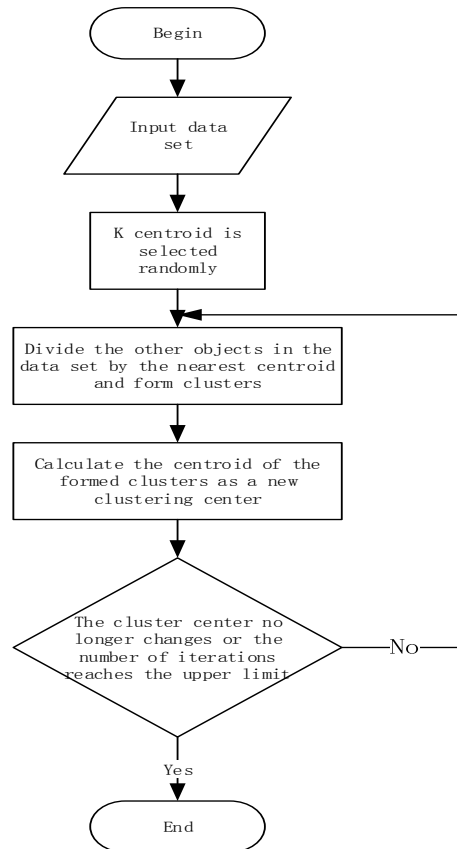 Begin
Input data
set
K centroid is
selected
randomly
Divide the other objects in the
data set by the nearest centroid
and form clusters
Calculate the centroid of the
formed clusters as a new
clustering center
The cluster center no
longer changes or the
number of iterations
reaches the upper limit
No
Yes
End